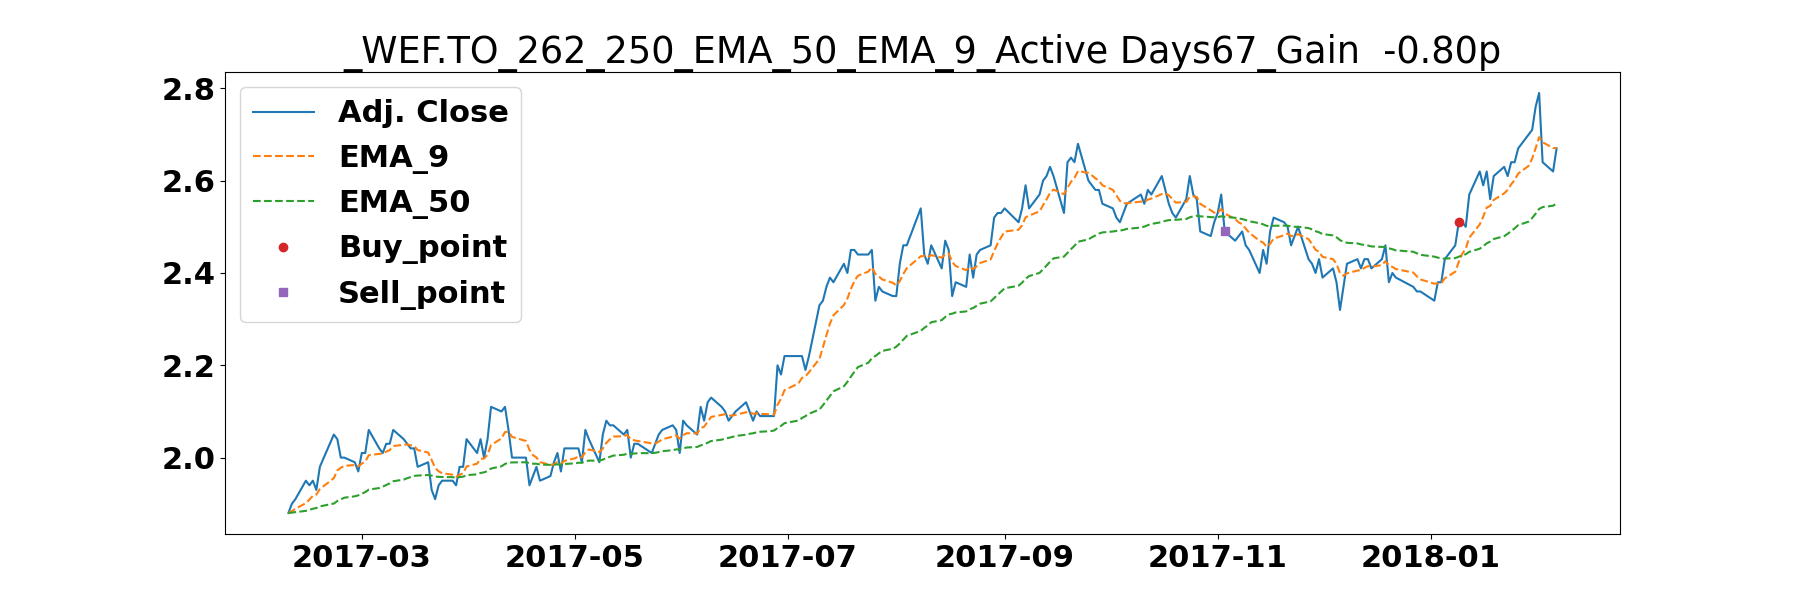 _WEF.TO_262_250_EMA_50_EMA_9_Active Days67_Gain  -0.80p
2.8
2.6
2.4
2.2
2.0
Adj. Close
EMA_9
EMA_50
Buy_point
Sell_point
2017-03 2017-05 2017-07 2017-09 2017-11 2018-01